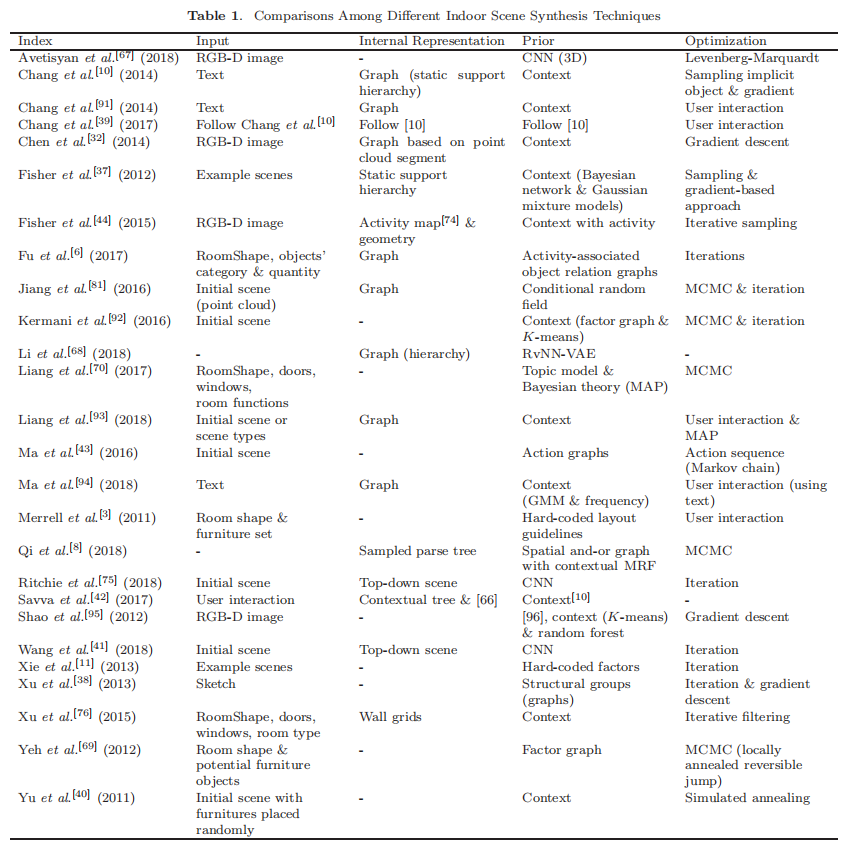 Table 1. Comparisons Among Different Indoor Scene Synthesis Techniques
Index Input Internal Representation Prior Optimization
Avetisyan et al.[67] (2018) RGB-D image - CNN (3D) Levenberg-Marquardt
Chang et al.[10] (2014) Text Graph (static support Context Sampling implicit
hierarchy) object & gradient
Chang et al.[91] (2014) Text Graph Context User interaction
Chang et al.[39] (2017) Follow Chang et al.[10] Follow [10] Follow [10] User interaction
Chen et al.[32] (2014) RGB-D image Graph based on point Context Gradient descent
cloud segment
Fisher et al.[37] (2012) Example scenes Static support Context (Bayesian Sampling &
hierarchy network & Gaussian gradient-based
mixture models) approach
Fisher et al.[44] (2015) RGB-D image Activity map[74] & Context with activity Iterative sampling
geometry
Fu et al.[6] (2017) RoomShape, objects' Graph Activity-associated Iterations
category & quantity object relation graphs
Jiang et al.[81] (2016) Initial scene Graph Conditional random MCMC & iteration
(point cloud) field
Kermani et al.[92] (2016) Initial scene - Context (factor graph & MCMC & iteration
K-means)
Li et al.[68] (2018) - Graph (hierarchy) RvNN-VAE -
Liang et al.[70] (2017) RoomShape, doors, - Topic model & MCMC
windows, Bayesian theory (MAP)
room functions
Liang et al.[93] (2018) Initial scene or Graph Context User interaction &
scene types MAP
Ma et al.[43] (2016) Initial scene - Action graphs Action sequence
(Markov chain)
Ma et al.[94] (2018) Text Graph Context User interaction (using
(GMM & frequency) text)
Merrell et al.[3] (2011) Room shape & - Hard-coded layout User interaction
furniture set guidelines
Qi et al.[8] (2018) - Sampled parse tree Spatial and-or graph MCMC
with contextual MRF
Ritchie et al.[75] (2018) Initial scene Top-down scene CNN Iteration
Savva et al.[42] (2017) User interaction Contextual tree & [66] Context[10] -
Shao et al.[95] (2012) RGB-D image - [96], context (K-means) Gradient descent
& random forest
Wang et al.[41] (2018) Initial scene Top-down scene CNN Iteration
Xie et al.[11] (2013) Example scenes - Hard-coded factors Iteration
Xu et al.[38] (2013) Sketch - Structural groups Iteration & gradient
(graphs) descent
Xu et al.[76] (2015) RoomShape, doors, Wall grids Context Iterative filtering
windows, room type
Yeh et al.[69] (2012) Room shape & - Factor graph MCMC (locally
potential furniture annealed reversible
objects jump)
Yu et al.[40] (2011) Initial scene with - Context Simulated annealing
furnitures placed
randomly